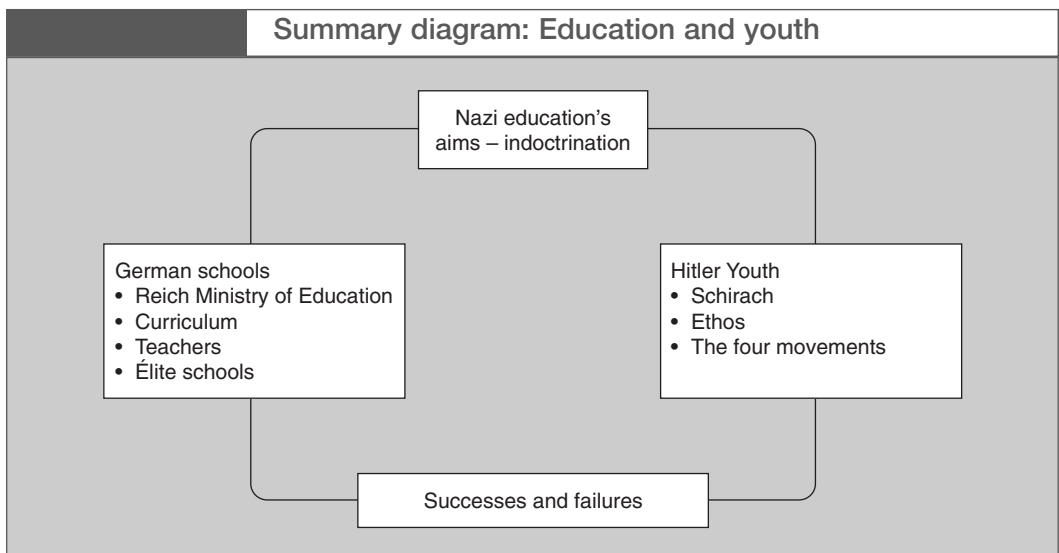 Summary diagram: Education and youth
Nazi education's
aims – indoctrination
German schools
• Reich Ministry of Education
• Curriculum
• Teachers
• Élite schools
Hitler Youth
• Schirach
• Ethos
• The four movements
Successes and failures